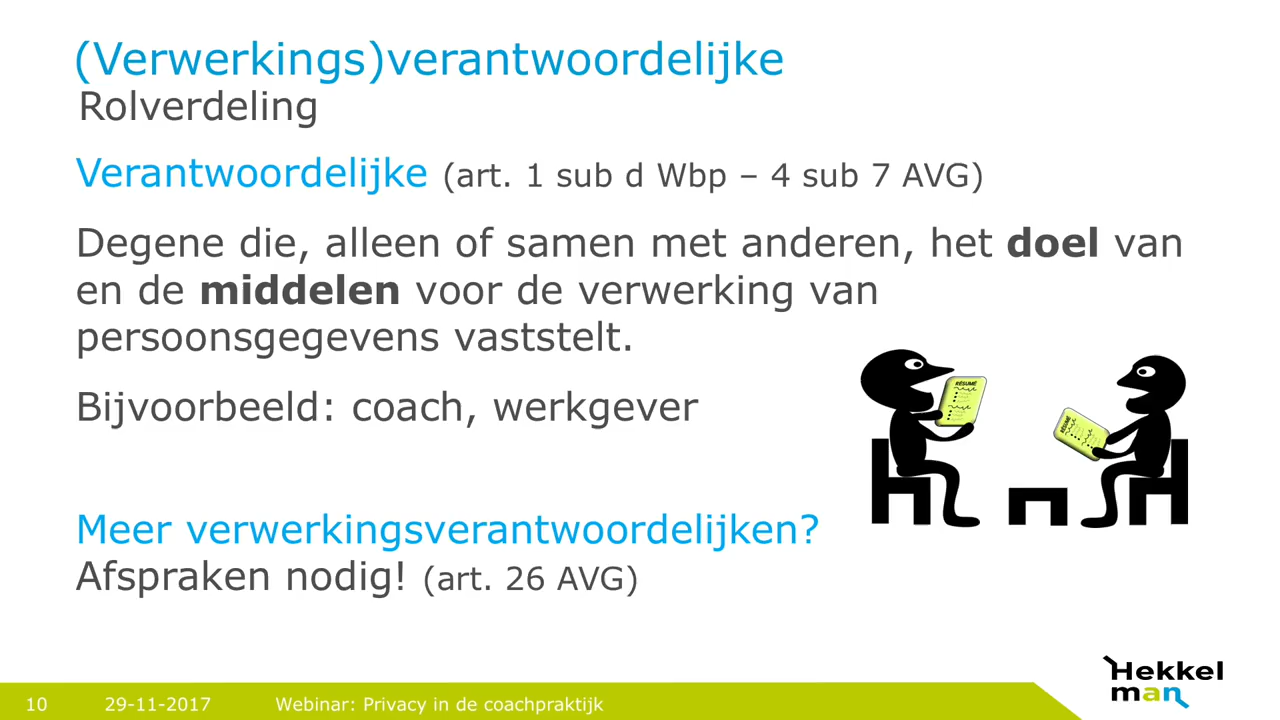 (Verwerkings)verantwoordelijke
Rolverdeling
Verantwoordelijke (art. 1 sub d Wbp – 4 sub 7 AVG)
Degene die, alleen of samen met anderen, het doel van
en de middelen voor de verwerking van
persoonsgegevens vaststelt.
Bijvoorbeeld: coach, werkgever
RÉSUMÉ
RÉSUMÉ
Meer verwerkingsverantwoordelijken?
Afspraken nodig! (art. 26 AVG)
Hekkel
man
10 29-11-2017 Webinar: Privacy in de coachpraktijk